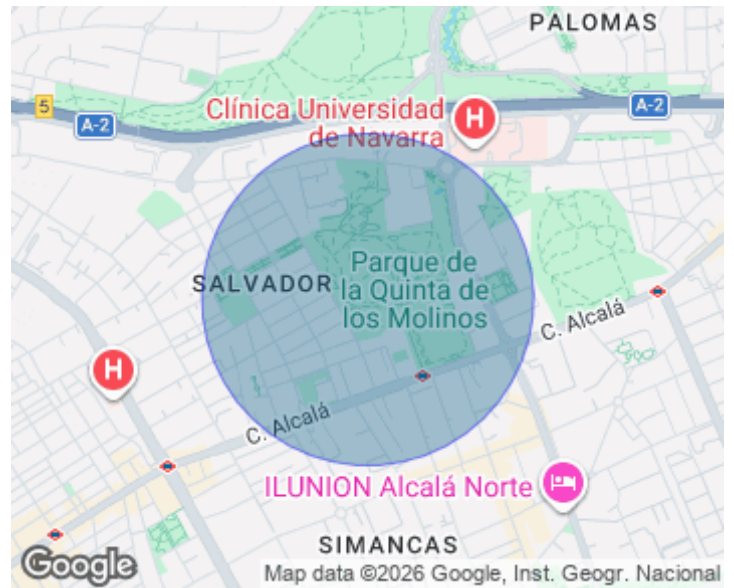 PALOMAS
5
A-2
A-2
Clínica Universidad
de Navarra
H
SALVADOR
Parque de
la Quinta de
los Molinos
C. Alcalá
H
C. Alcalá
ILUNION Alcalá Norte
SIMANCAS
Google
Map data ©2026 Google, Inst. Geogr. Nacional